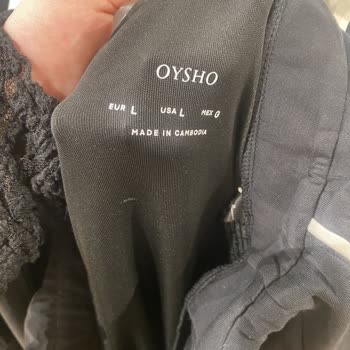 OYSHO
EUR L USA L MEX G
MADE IN CAMBODIA